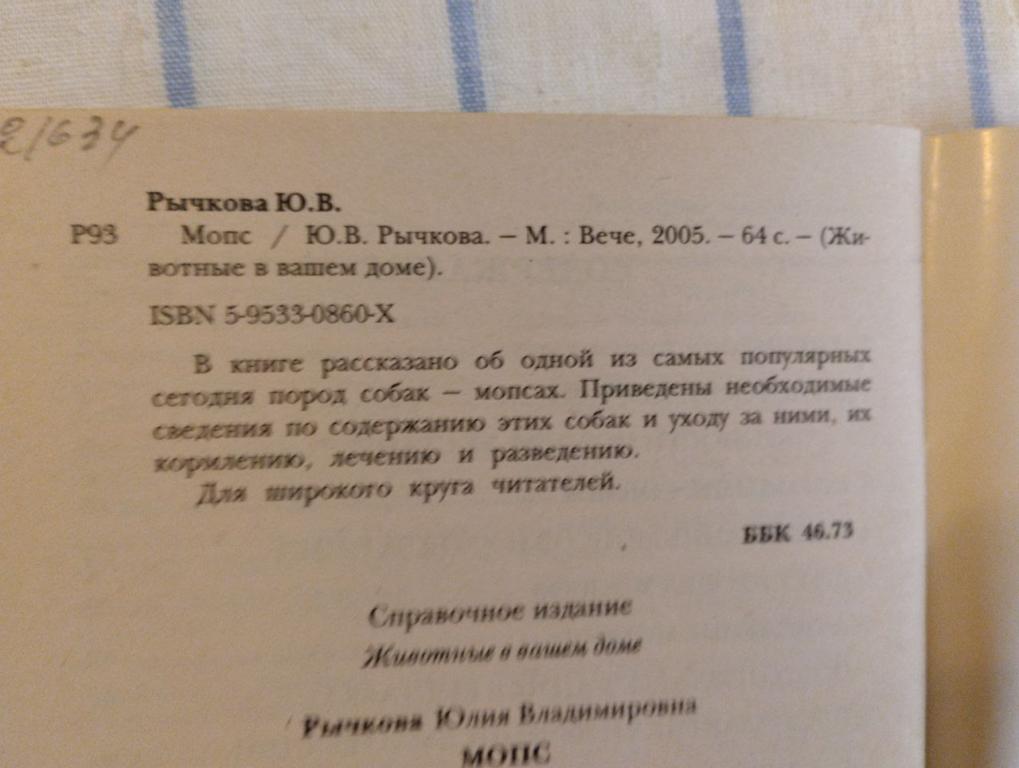 2/634
Рычкова Ю.В.
Р93 Мопс / Ю.В. Рычкова. – М. : Вече, 2005. – 64 с. – (Жи-
вотные в вашем доме).
ISBN 5-9533-0860-X
В книге рассказано об одной из самых популярных
сегодня пород собак – мопсах. Приведены необходимые
сведения по содержанию этих собак и уходу за ними, их
кормлению, лечению и разведению.
Для широкого круга читателей.
ББК 46.73
Справочное издание
Животные в вашем доме
Рычкова Юлия Владимировна
МОПС